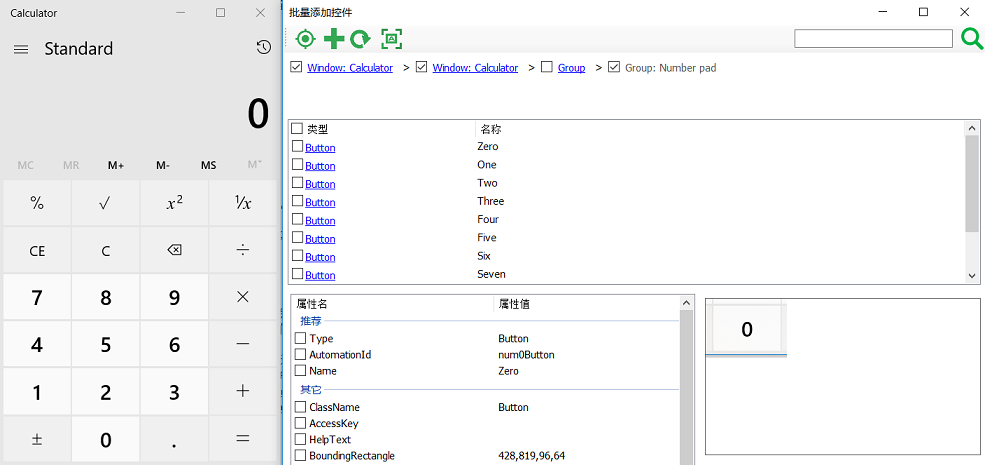 Calculator
Standard
0
MC MR M+ M- MS M˅
% √ x² ¹/x
CE C ÷
7 8 9 ×
4 5 6 −
1 2 3 +
± 0 . =
批量添加控件
Window: Calculator > Window: Calculator > Group > Group: Number pad
类型 名称
Button Zero
Button One
Button Two
Button Three
Button Four
Button Five
Button Six
Button Seven
属性名 属性值
推荐
Type Button
AutomationId num0Button
Name Zero
其它
ClassName Button
AccessKey
HelpText
BoundingRectangle 428,819,96,64
0